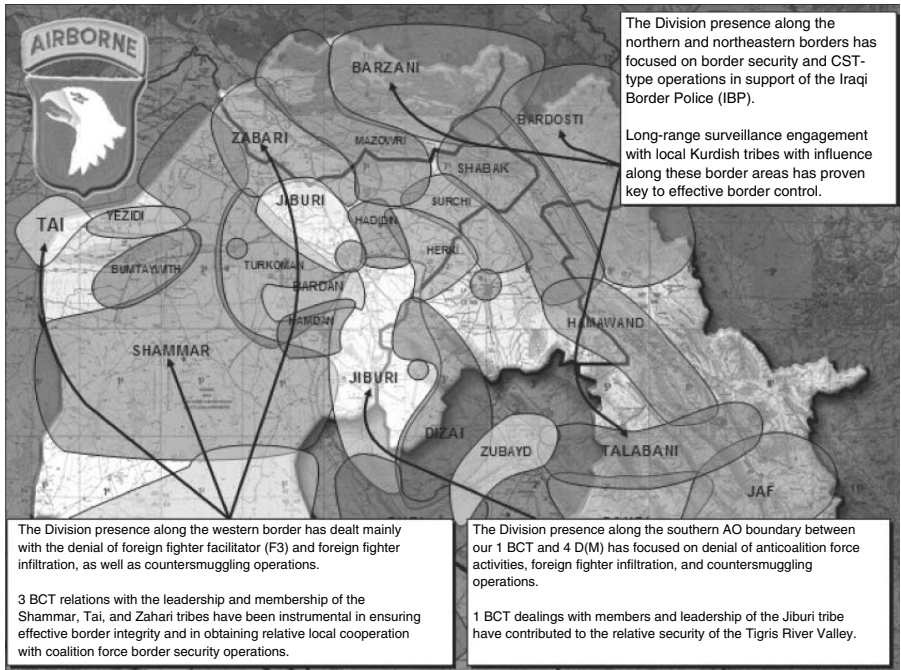 AIRBORNE
The Division presence along the
northern and northeastern borders has
focused on border security and CST-
type operations in support of the Iraqi
Border Police (IBP).
Long-range surveillance engagement
with local Kurdish tribes with influence
along these border areas has proven
key to effective border control.
BARZANI
BARDOSTI
ZABARI
MAZOWRI
SHABAK
JIBURI
SURCHI
TAI
YEZIDI
HADIDIN
HERKI
BUMTAYWTH
TURKOMAN
BARDAN
HAMDAN
HAMAWAND
SHAMMAR
JIBURI
DIZAI
ZUBAYD
TALABANI
JAF
The Division presence along the western border has dealt mainly
with the denial of foreign fighter facilitator (F3) and foreign fighter
infiltration, as well as countersmuggling operations.
3 BCT relations with the leadership and membership of the
Shammar, Tai, and Zahari tribes have been instrumental in ensuring
effective border integrity and in obtaining relative local cooperation
with coalition force border security operations.
The Division presence along the southern AO boundary between
our 1 BCT and 4 D(M) has focused on denial of anticoalition force
activities, foreign fighter infiltration, and countersmuggling
operations.
1 BCT dealings with members and leadership of the Jiburi tribe
have contributed to the relative security of the Tigris River Valley.